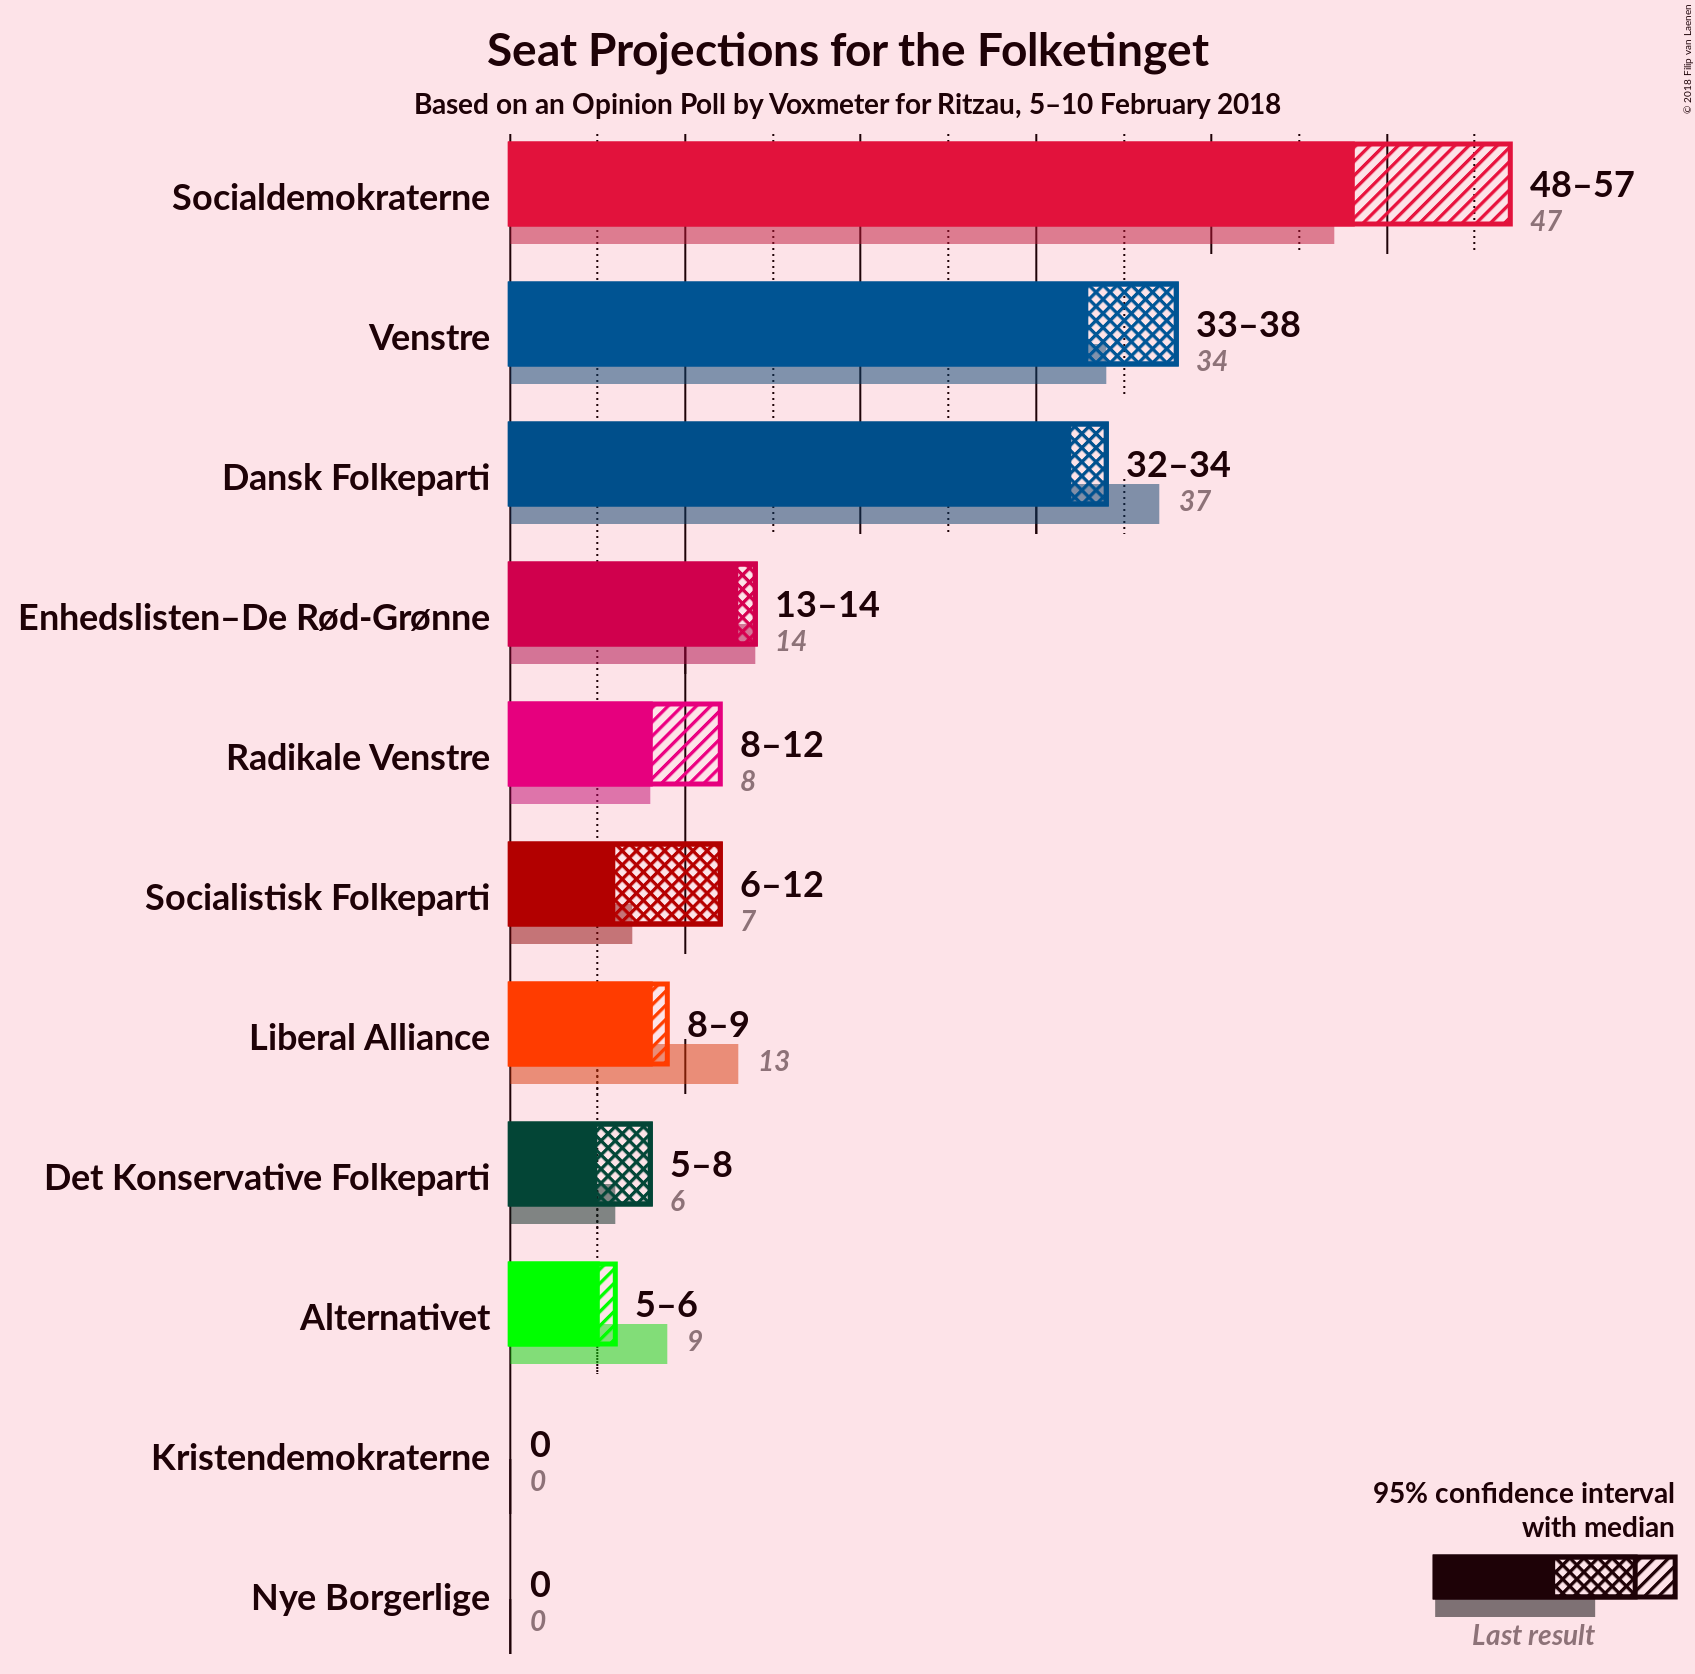 Seat Projections for the Folketinget
Based on an Opinion Poll by Voxmeter for Ritzau, 5–10 February 2018
© 2018 Filip van Laenen
Socialdemokraterne
48–57
47
Venstre
33–38
34
Dansk Folkeparti
32–34
37
Enhedslisten–De Rød-Grønne
13–14
14
Radikale Venstre
8–12
8
Socialistisk Folkeparti
6–12
7
Liberal Alliance
8–9
13
Det Konservative Folkeparti
5–8
6
Alternativet
5–6
9
Kristendemokraterne
0
0
Nye Borgerlige
0
0
95% confidence interval
with median
Last result